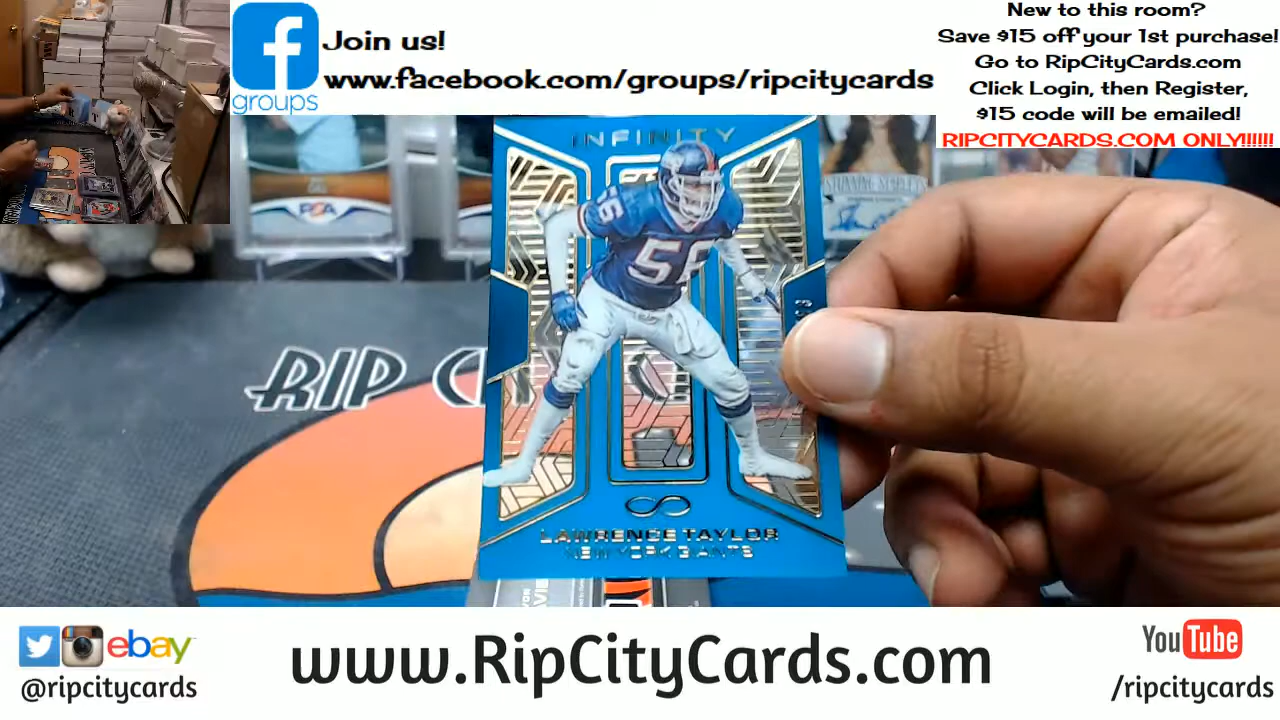 Join us!
www.facebook.com/groups/ripcitycards
groups
New to this room?
Save $15 off your 1st purchase!
Go to RipCityCards.com
Click Login, then Register,
$15 code will be emailed!
RIPCITYCARDS.COM ONLY!!!!!!
INFINITY
PSA
56
56
RIP C
LAWRENCE TAYLOR
NEW YORK GIANTS
ebay
@ripcitycards
www.RipCityCards.com
YouTube
/ripcitycards